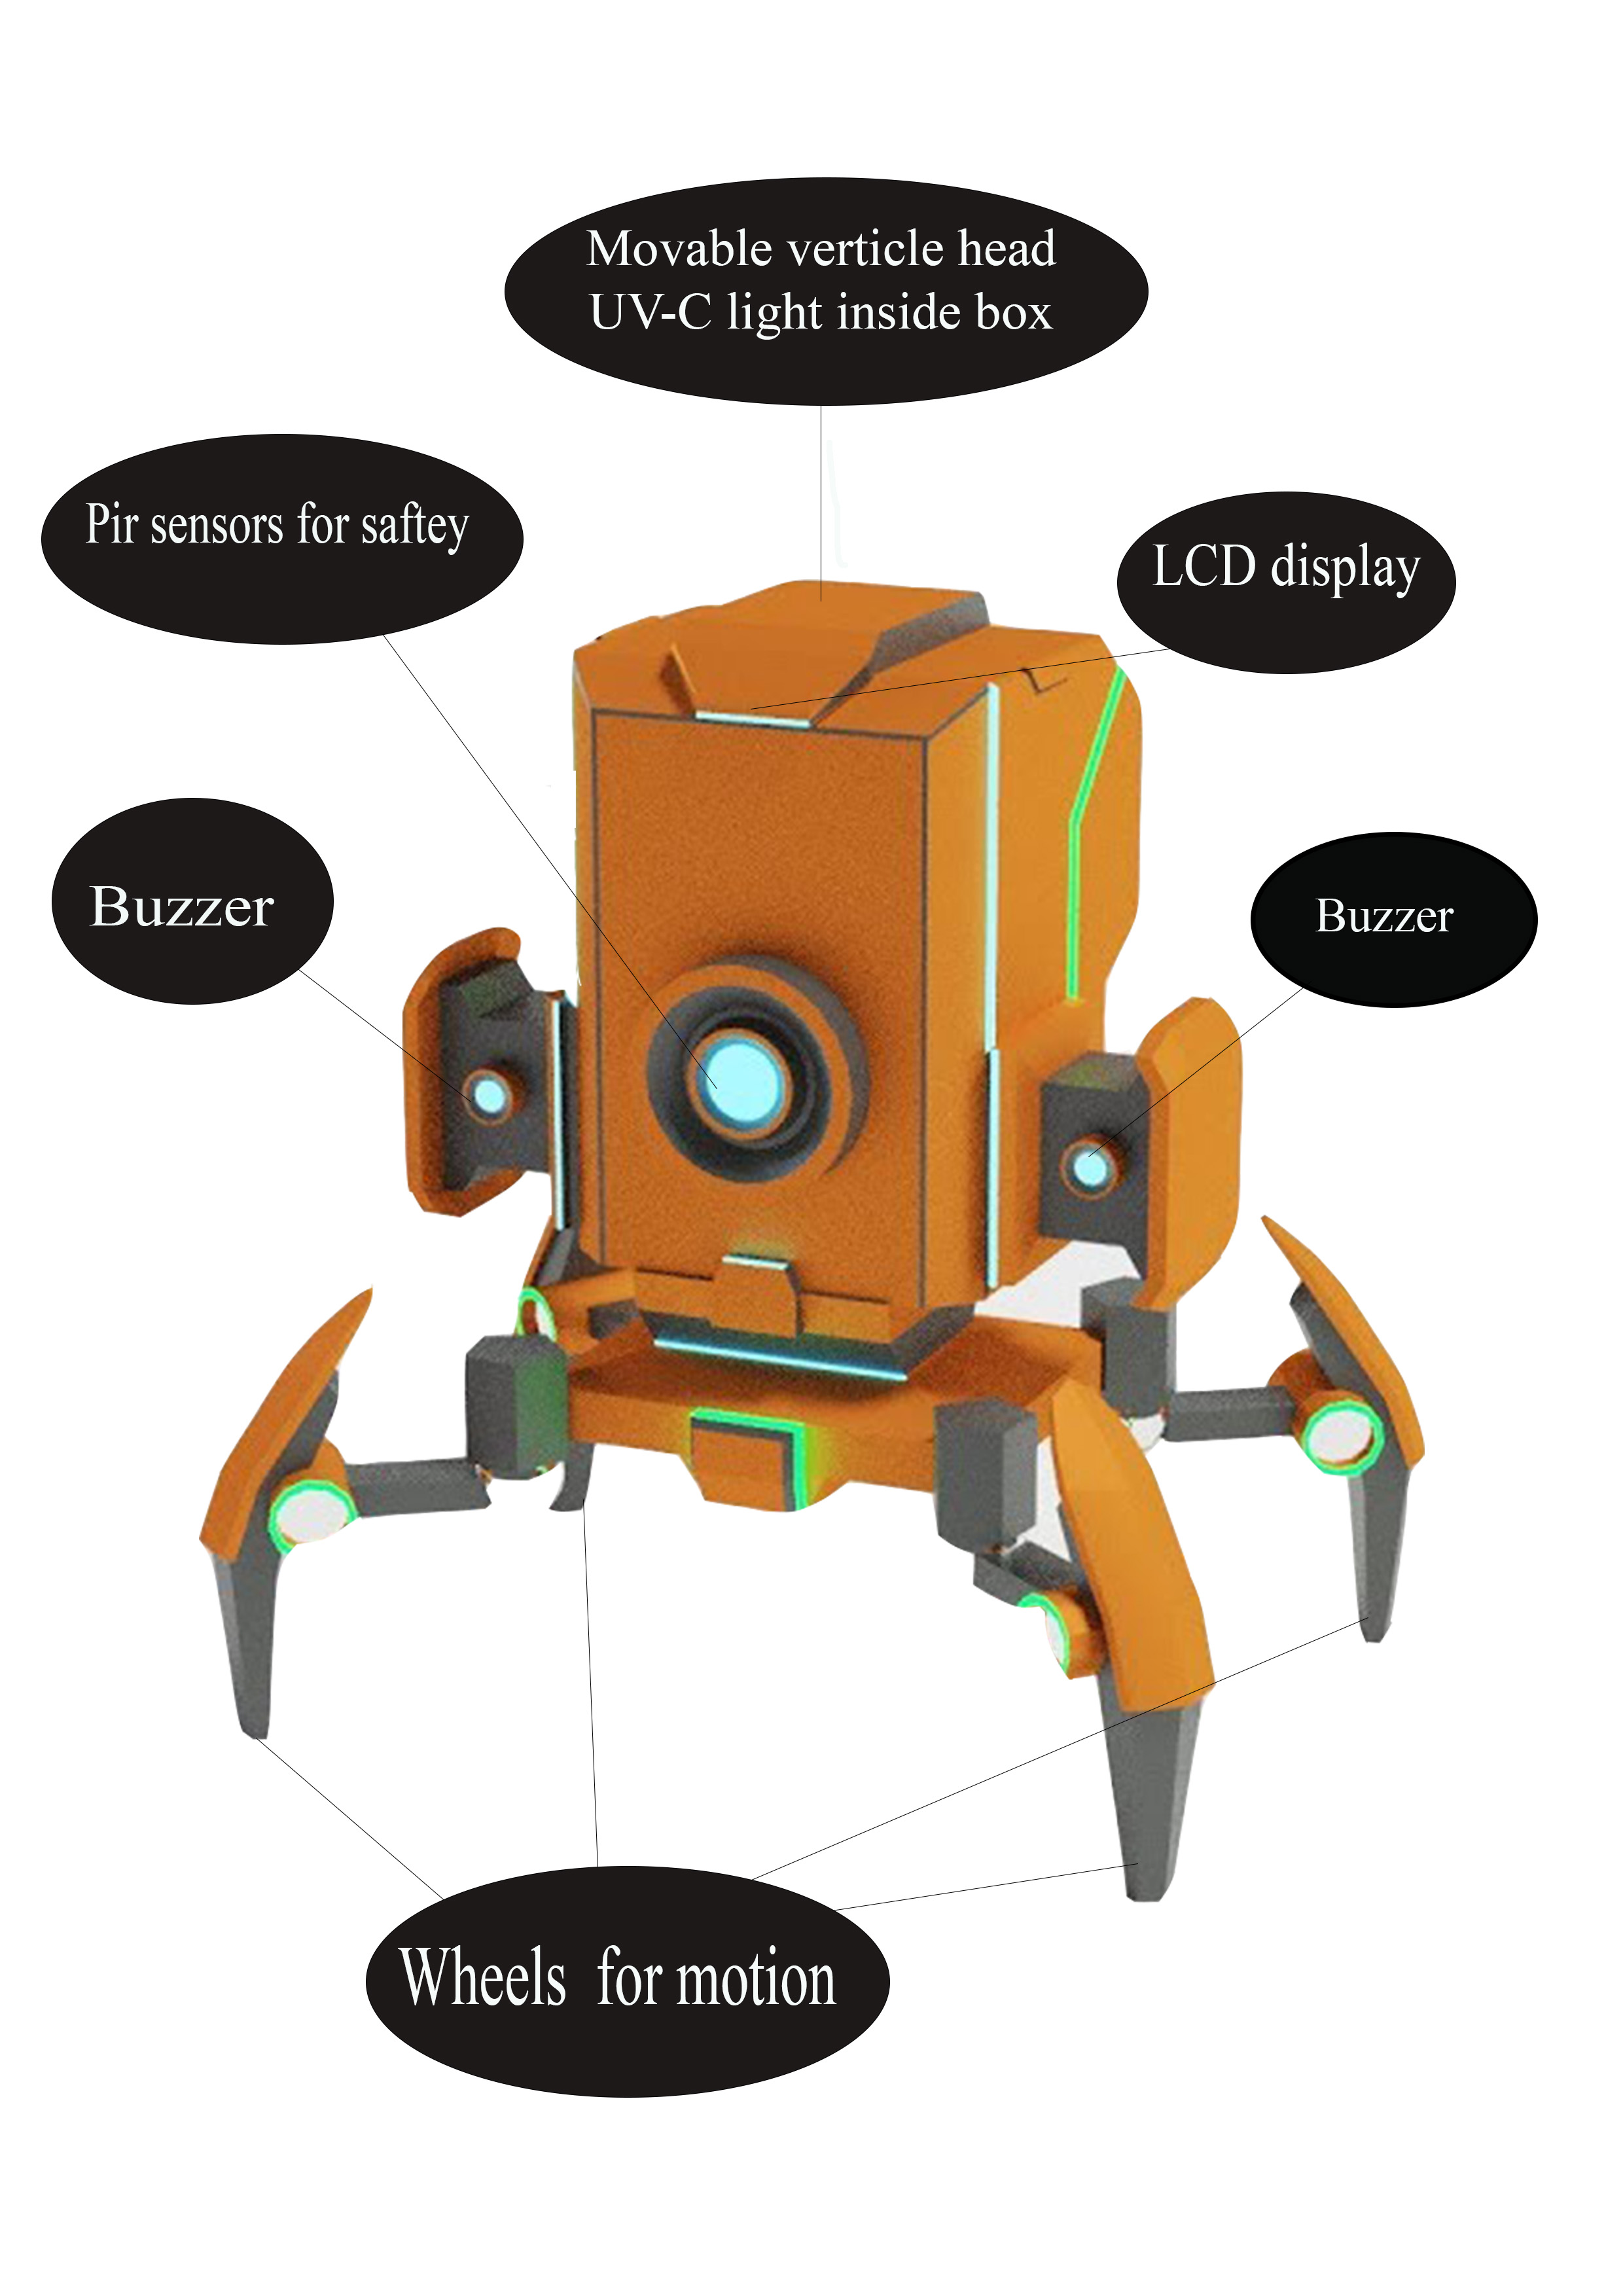 Movable verticle head
UV-C light inside box
Pir sensors for saftey
LCD display
Buzzer
Buzzer
Wheels for motion